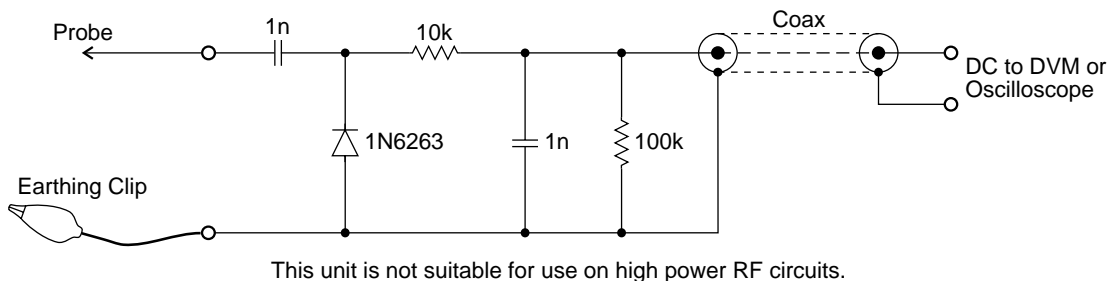 Coax
1n
Probe
10k
DC to DVM or
Oscilloscope
1N6263
1n
100k
Earthing Clip
This unit is not suitable for use on high power RF circuits.